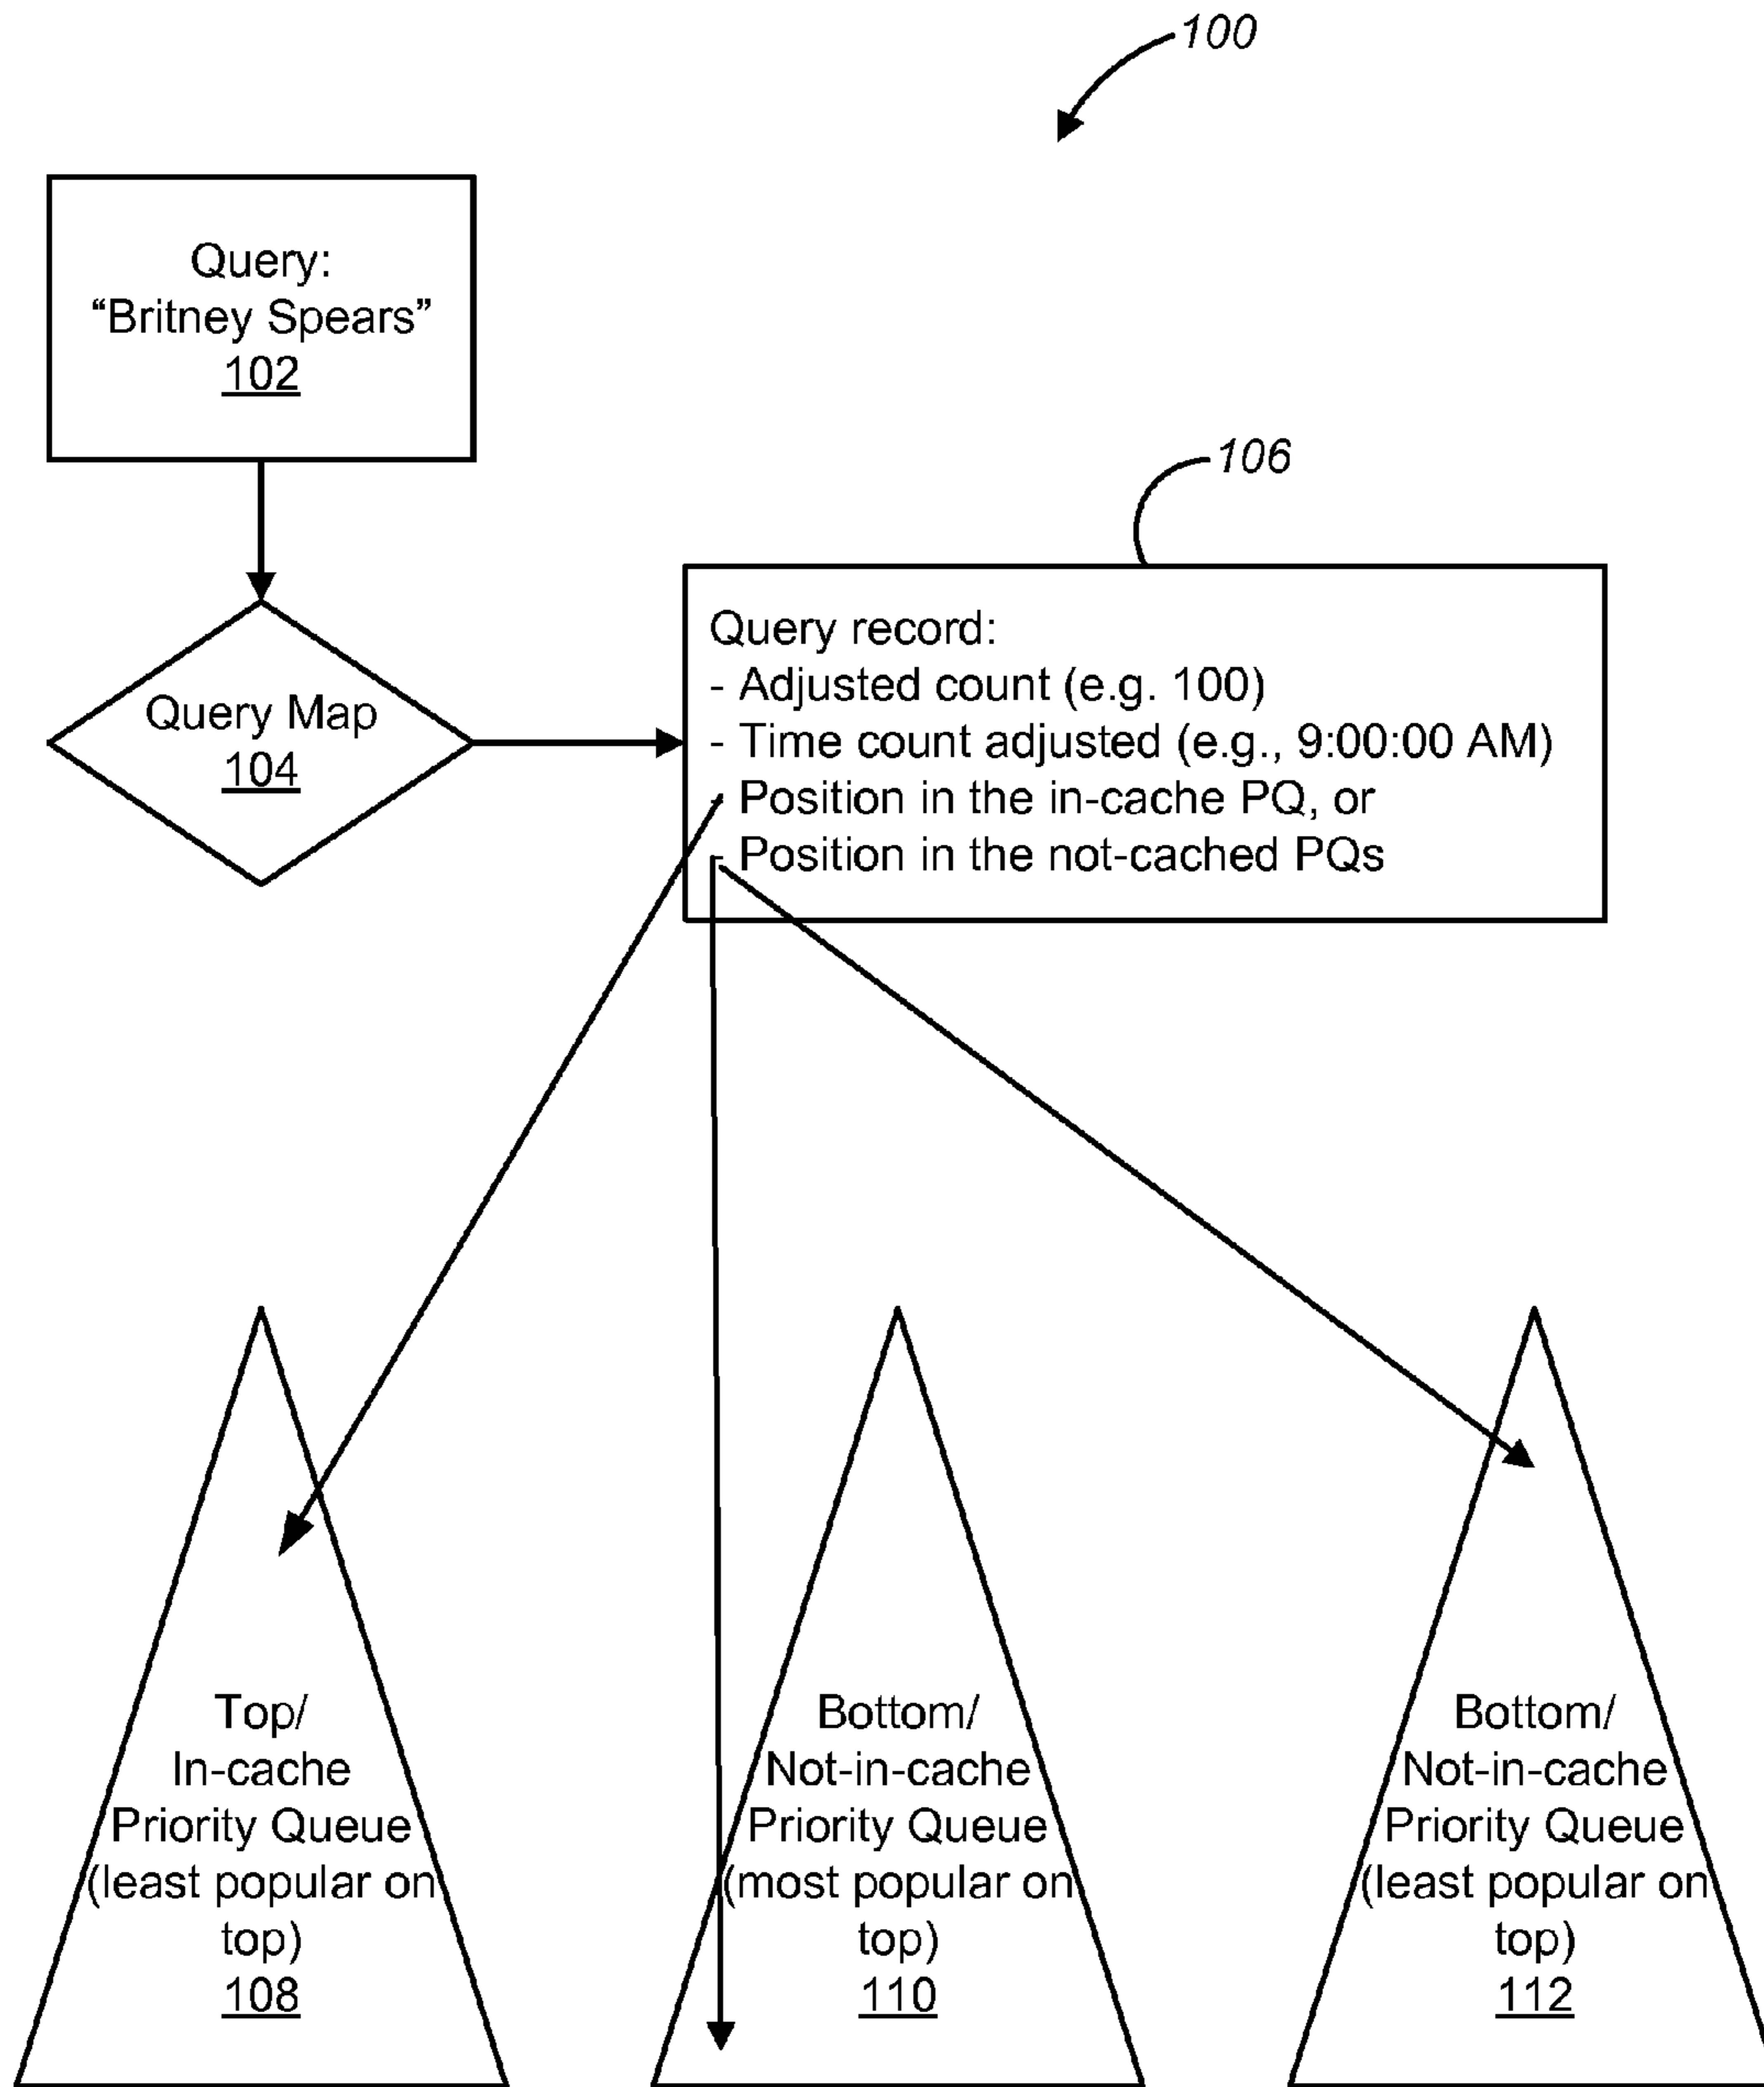 100
Query:
“Britney Spears”
102
106
Query Map
104
Query record:
- Adjusted count (e.g. 100)
- Time count adjusted (e.g., 9:00:00 AM)
- Position in the in-cache PQ, or
- Position in the not-cached PQs
Top/
In-cache
Priority Queue
(least popular on
top)
108
Bottom/
Not-in-cache
Priority Queue
(most popular on
top)
110
Bottom/
Not-in-cache
Priority Queue
(least popular on
top)
112